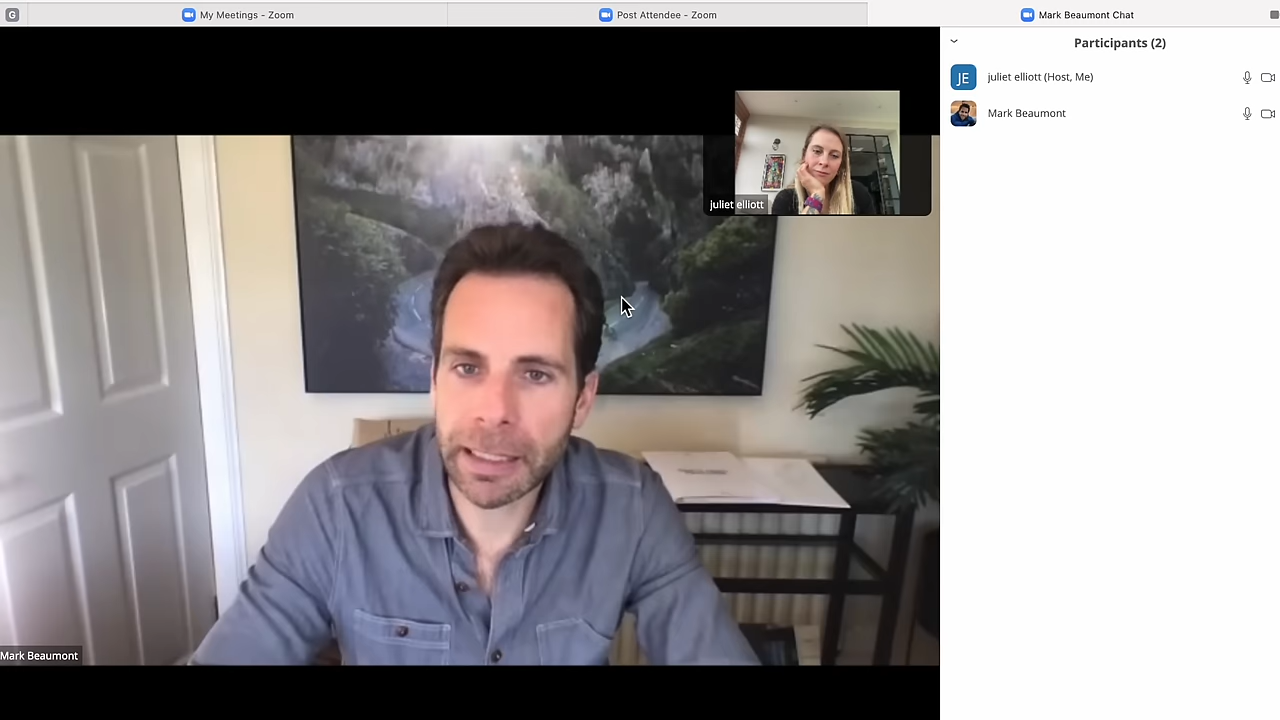 G
My Meetings - Zoom
Post Attendee - Zoom
Mark Beaumont Chat
Participants (2)
JE
juliet elliott (Host, Me)
Mark Beaumont
juliet elliott
Mark Beaumont